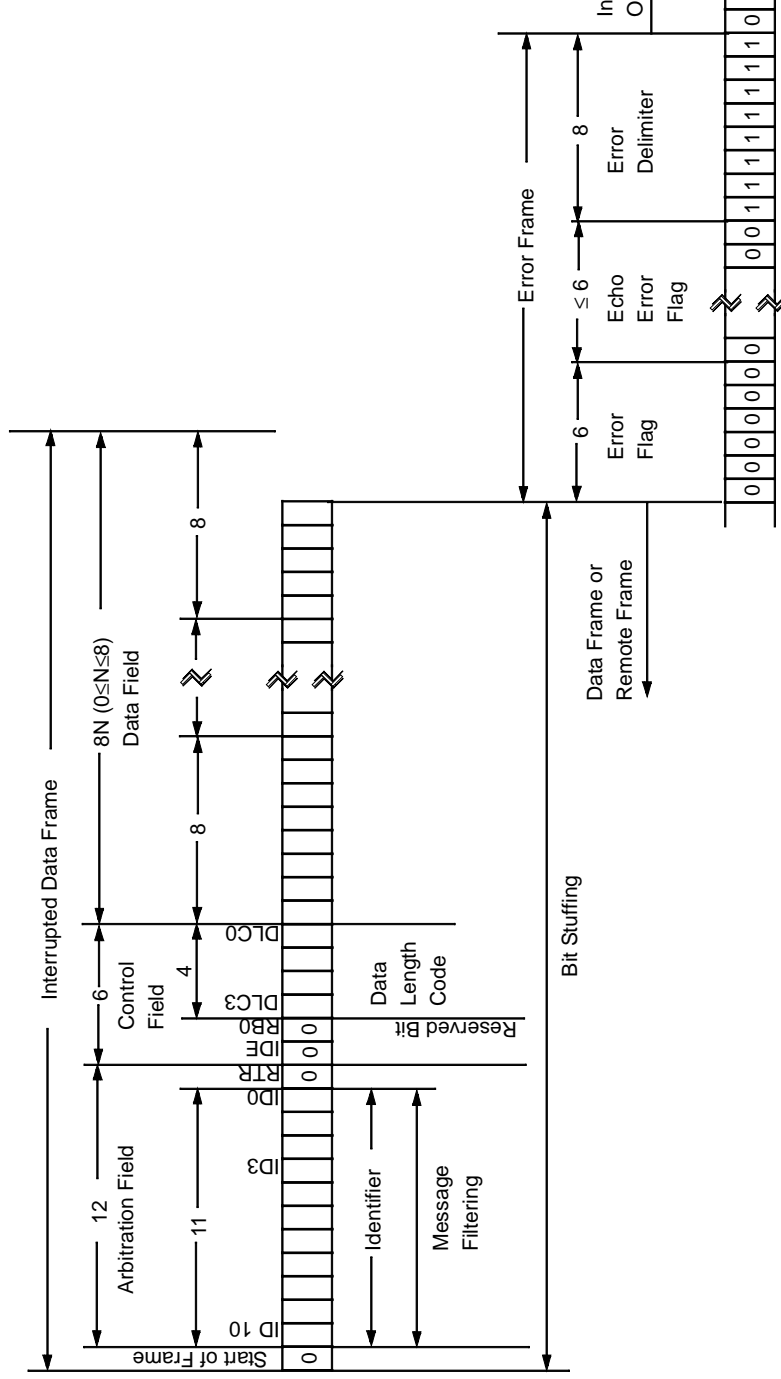 Interrupted Data Frame
12
Arbitration Field
6
Control
Field
8N (0≤N≤8)
Data Field
11
4
8
8
Start of Frame
ID 10
ID3
ID0
RTR
IDE
RB0
DLC3
DLC0
0
0
0
0
Identifier
Message
Filtering
Reserved Bit
Data
Length
Code
Bit Stuffing
Data Frame or
Remote Frame
Error Frame
6
Error
Flag
≤ 6
Echo
Error
Flag
8
Error
Delimiter
In
O
0 0 0 0 0 0 0 0 0 1 1 1 1 1 1 1 1 0